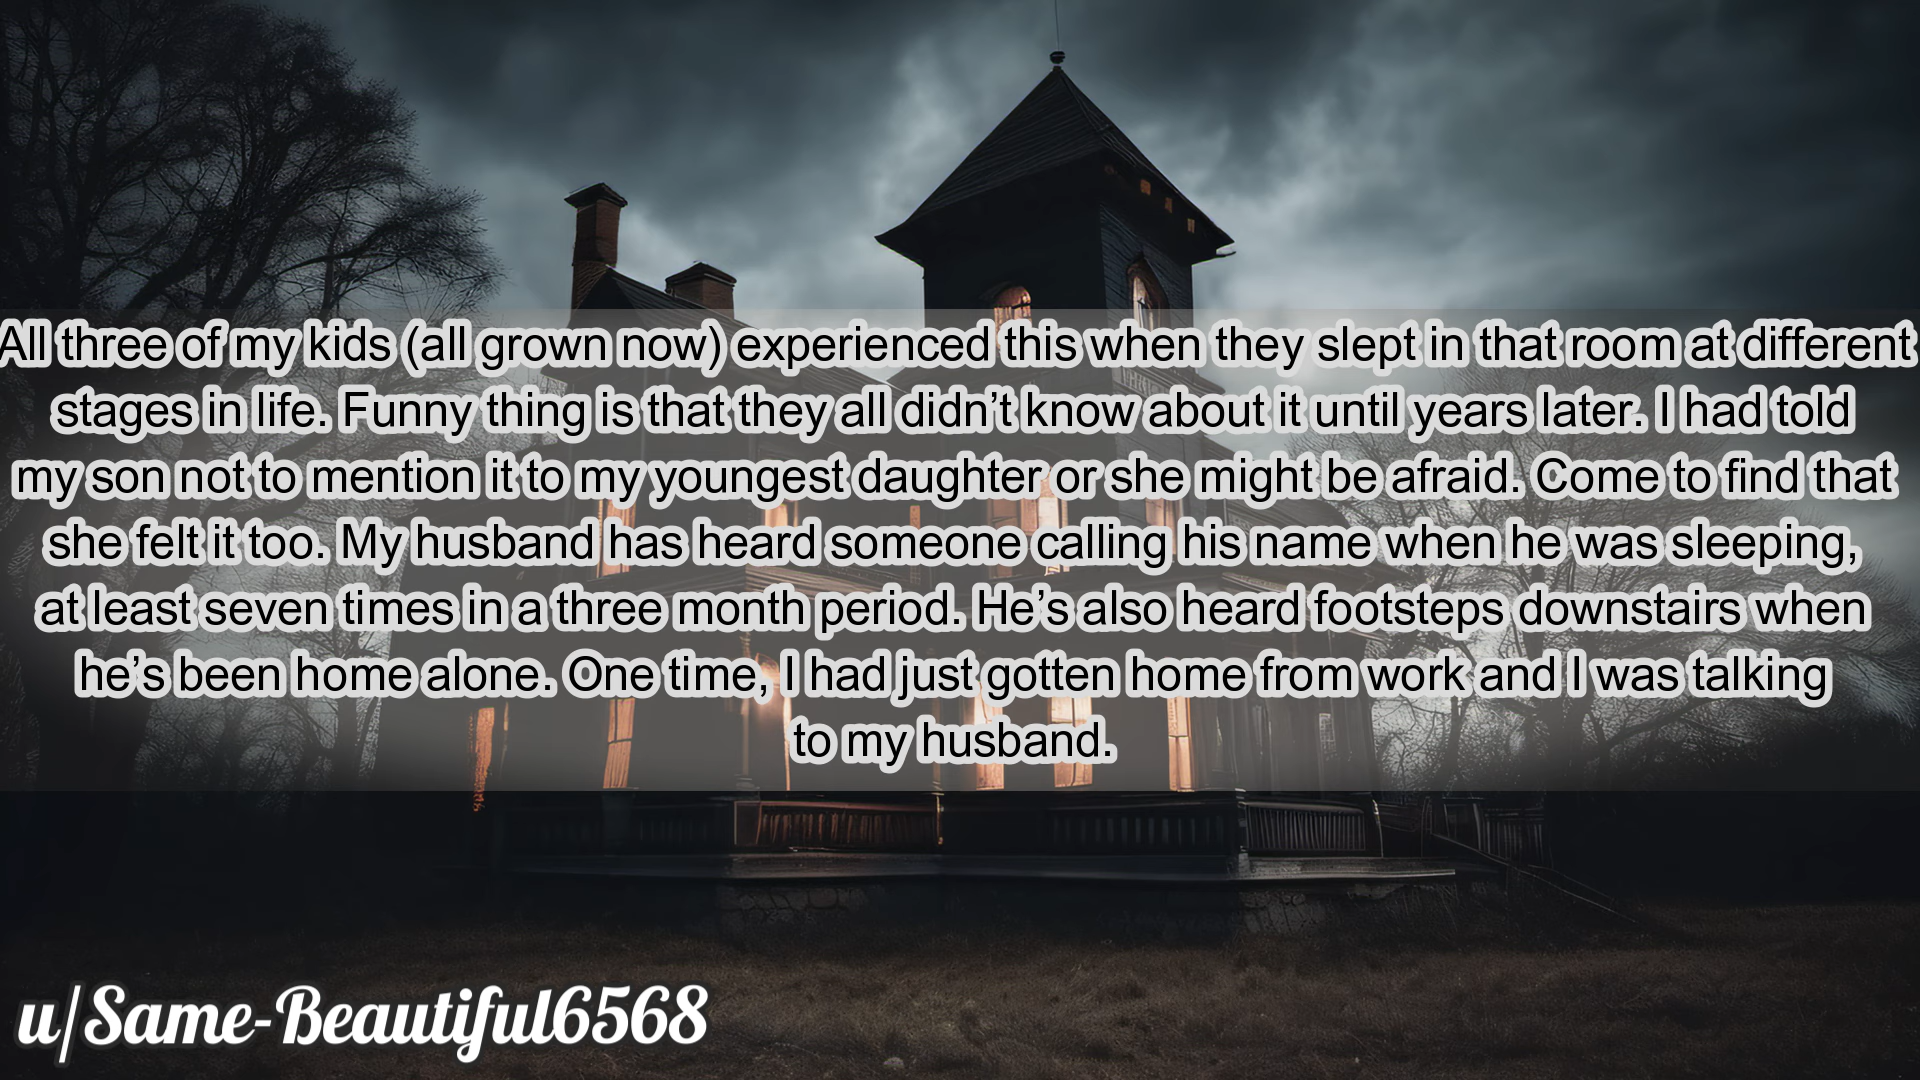 All three of my kids (all grown now) experienced this when they slept in that room at different
stages in life. Funny thing is that they all didn’t know about it until years later. I had told
my son not to mention it to my youngest daughter or she might be afraid. Come to find that
she felt it too. My husband has heard someone calling his name when he was sleeping,
at least seven times in a three month period. He’s also heard footsteps downstairs when
he’s been home alone. One time, I had just gotten home from work and I was talking
to my husband.
u/Same-Beautiful6568